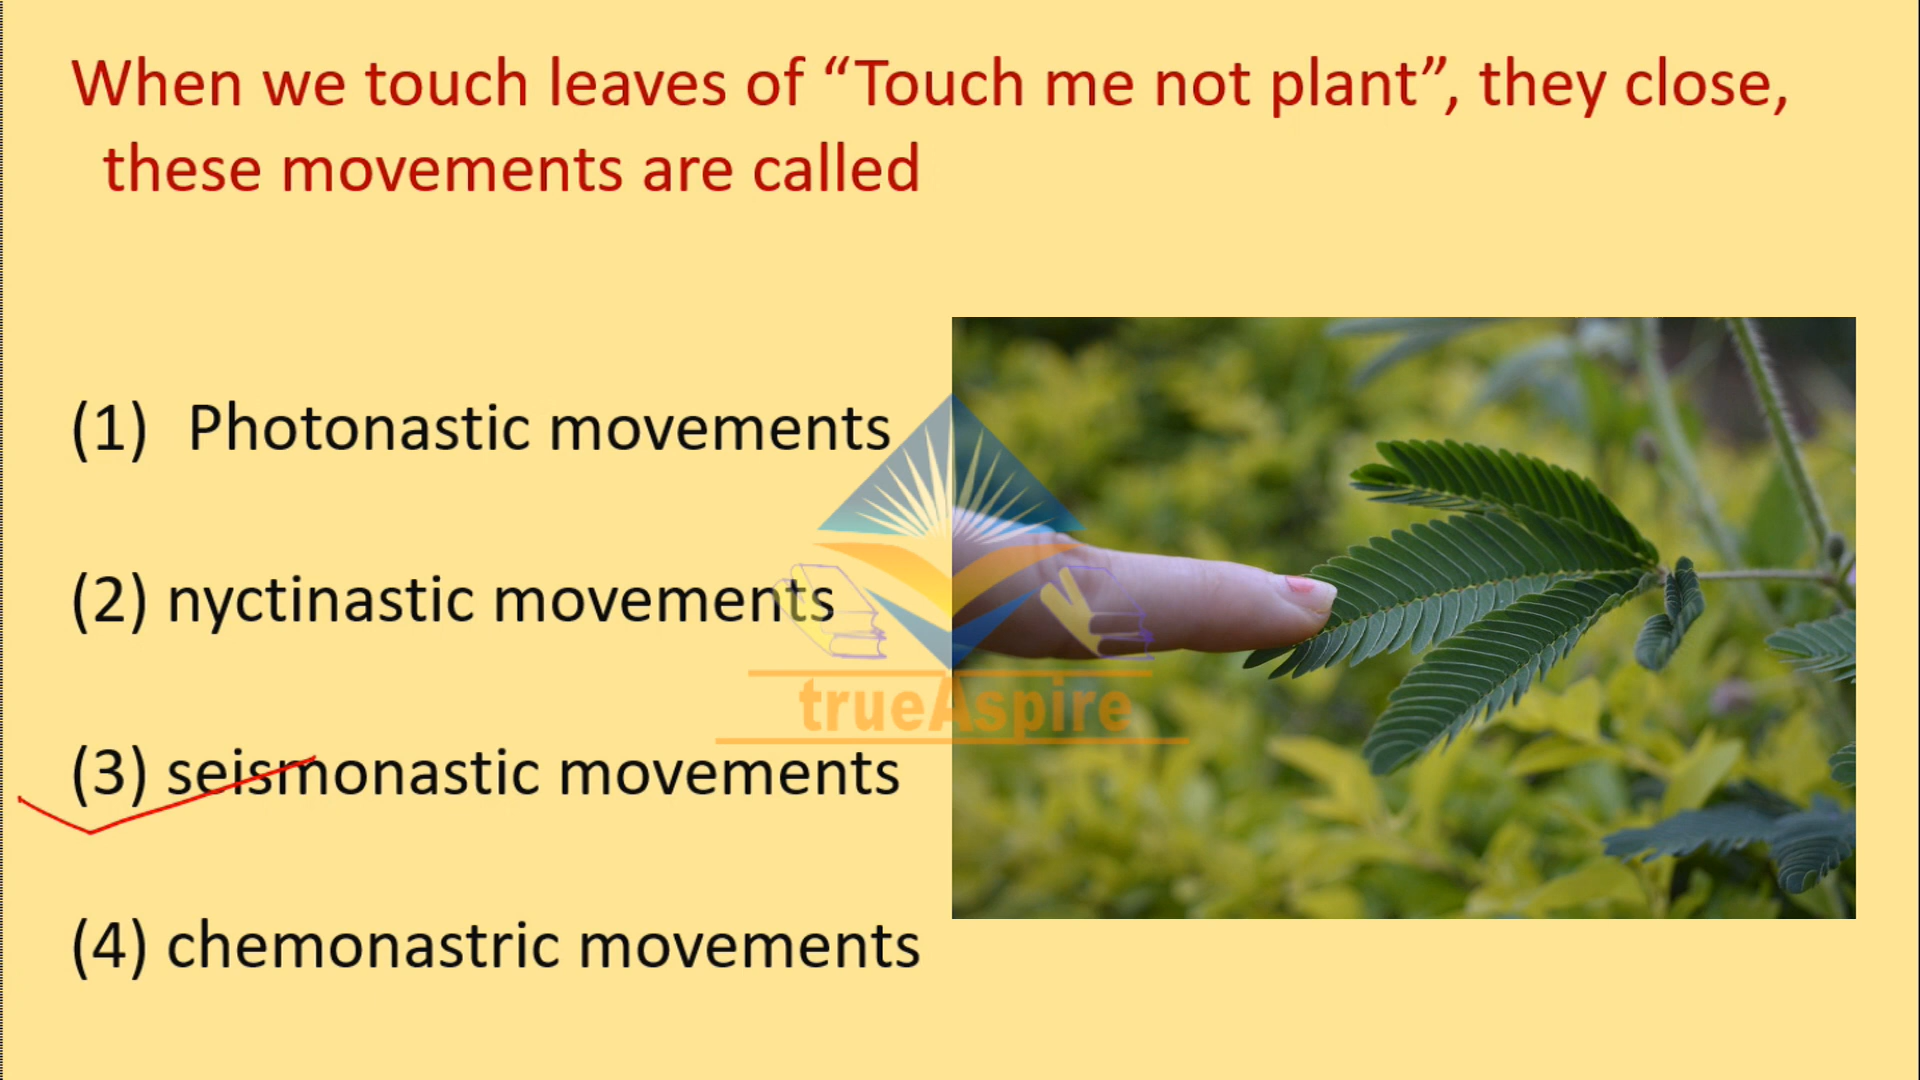 When we touch leaves of “Touch me not plant”, they close,
these movements are called
(1) Photonastic movements
(2) nyctinastic movements
(3) seismonastic movements
(4) chemonastric movements
trueAspire